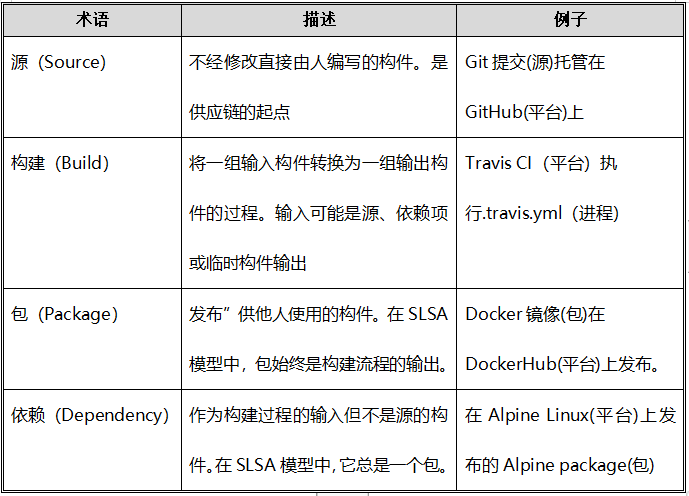 术语 描述 例子
源（Source） 不经修改直接由人编写的构件。是 Git 提交(源)托管在
供应链的起点 GitHub(平台)上
构建（Build） 将一组输入构件转换为一组输出构 Travis CI（平台）执
件的过程。输入可能是源、依赖项 行.travis.yml（进程）
或临时构件输出
包（Package） 发布”供他人使用的构件。在 SLSA Docker 镜像(包)在
模型中，包始终是构建流程的输出。 DockerHub(平台)上发布。
依赖（Dependency） 作为构建过程的输入但不是源的构 在 Alpine Linux(平台)上发
件。在 SLSA 模型中，它总是一个包。 布的 Alpine package(包)